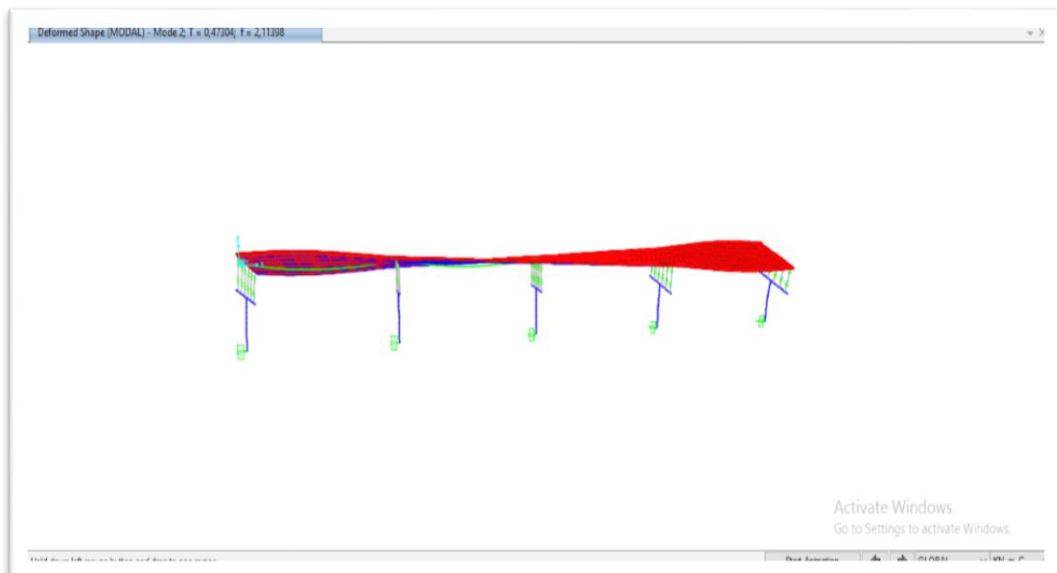 Deformed Shape (MODAL) - Mode 2; T = 0,47304; f = 2,11398
Activate Windows
Go to Settings to activate Windows.
Start Animation
GLOBAL
KN, m, C